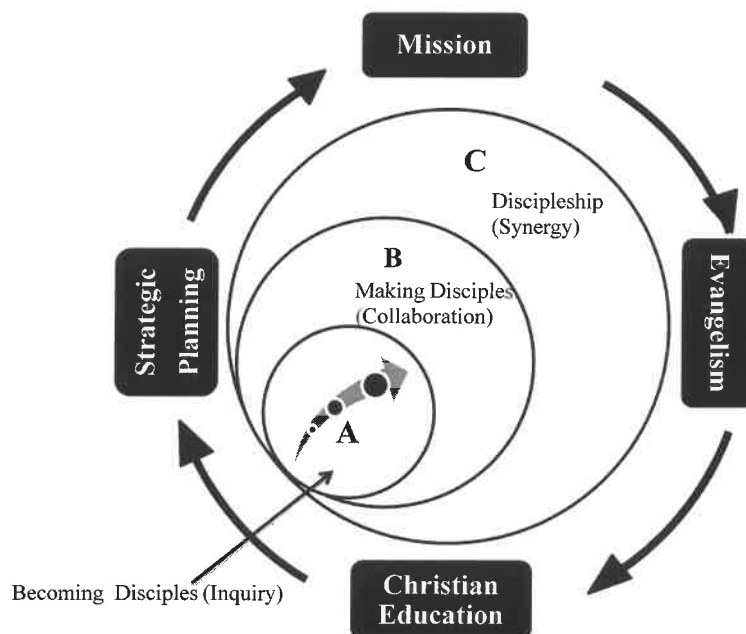 Mission
C
Discipleship
(Synergy)
B
Making Disciples
(Collaboration)
A
Strategic
Planning
Evangelism
Becoming Disciples (Inquiry)
Christian
Education